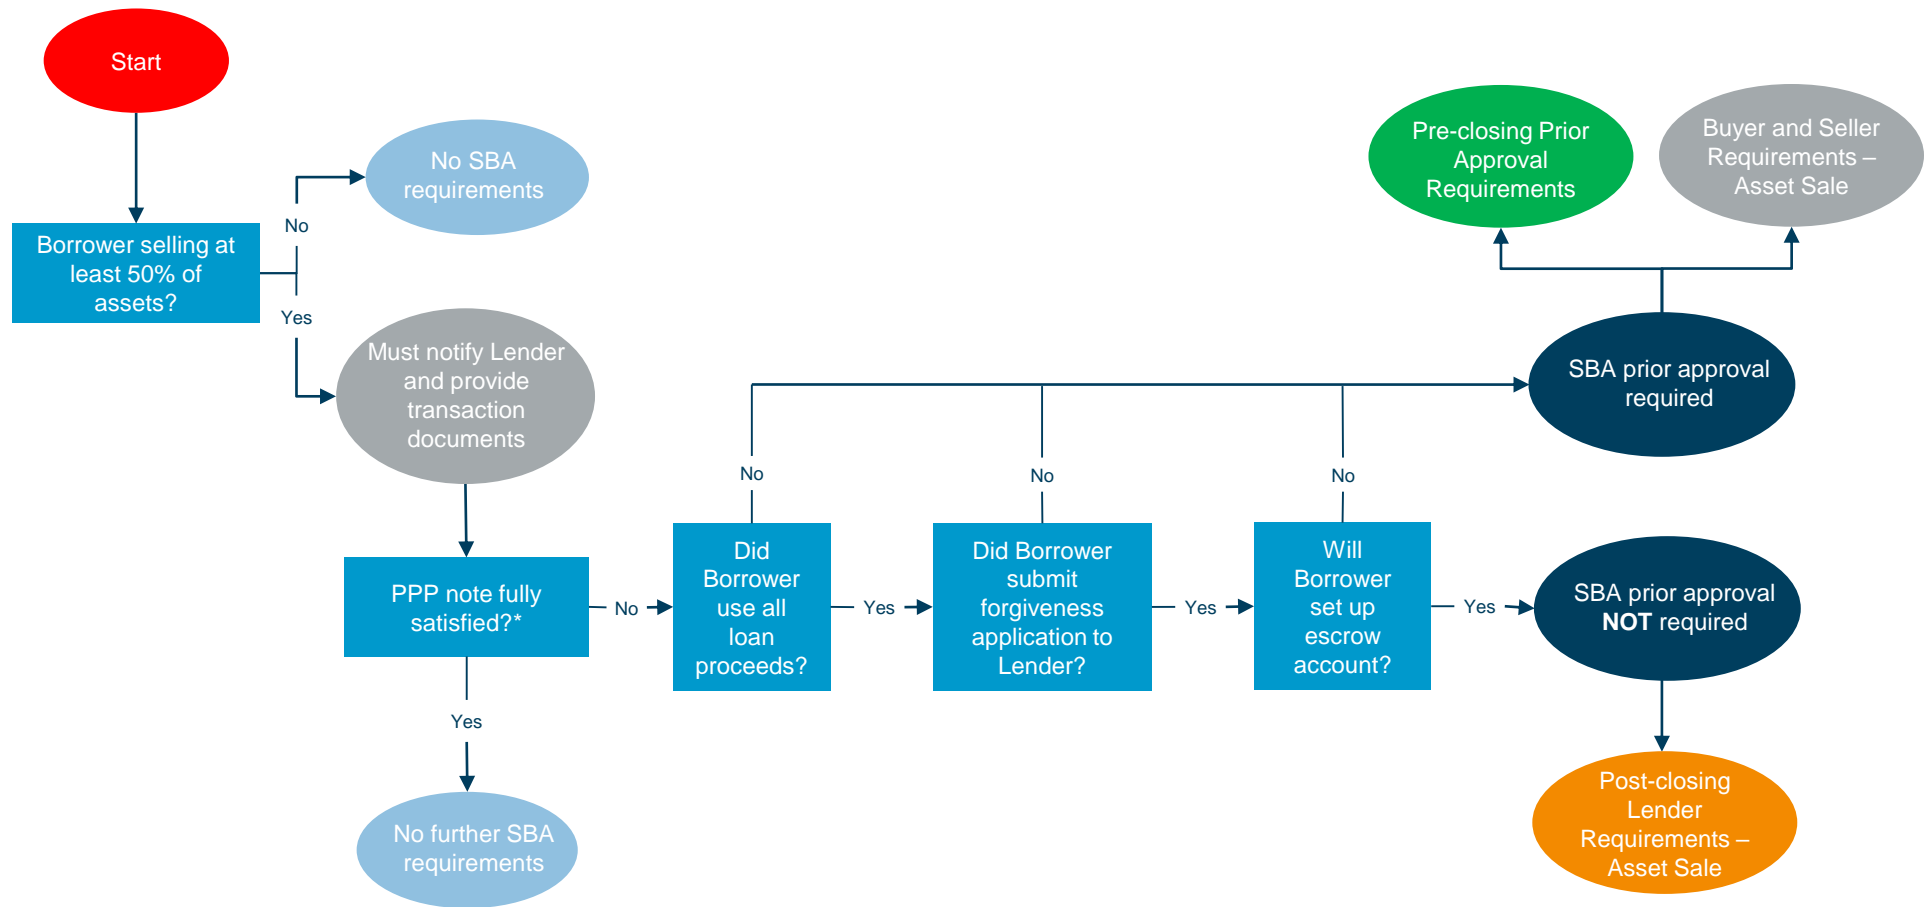 Start
No SBA
requirements
No
Borrower selling at
least 50% of
assets?
Yes
Must notify Lender
and provide
transaction
documents
PPP note fully
satisfied?*
Yes
No further SBA
requirements
No
Did
Borrower
use all
loan
proceeds?
No
Yes
Did Borrower
submit
forgiveness
application to
Lender?
No
Yes
Will
Borrower
set up
escrow
account?
No
Yes
SBA prior approval
required
Pre-closing Prior
Approval
Requirements
Buyer and Seller
Requirements –
Asset Sale
SBA prior approval
NOT required
Post-closing
Lender
Requirements –
Asset Sale